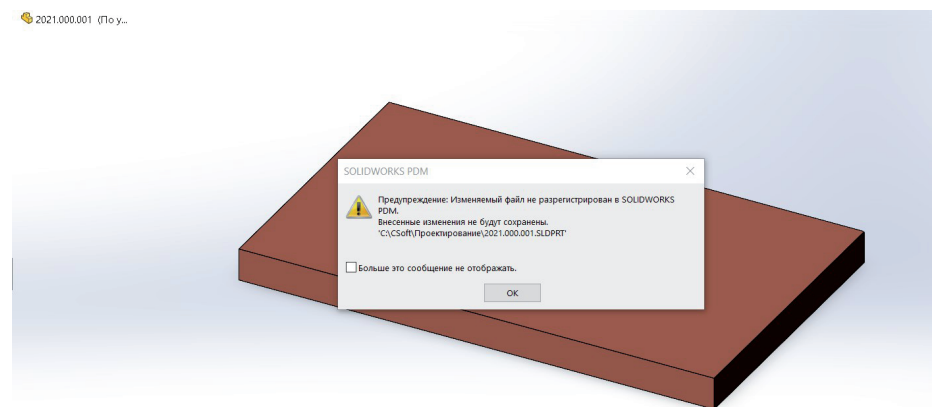 2021.000.001 (По у...
SOLIDWORKS PDM
Предупреждение: Изменяемый файл не разрегистрирован в SOLIDWORKS
PDM.
Внесенные изменения не будут сохранены.
'C:\CSoft\Проектирование\2021.000.001.SLDPRT'
Больше это сообщение не отображать.
OK